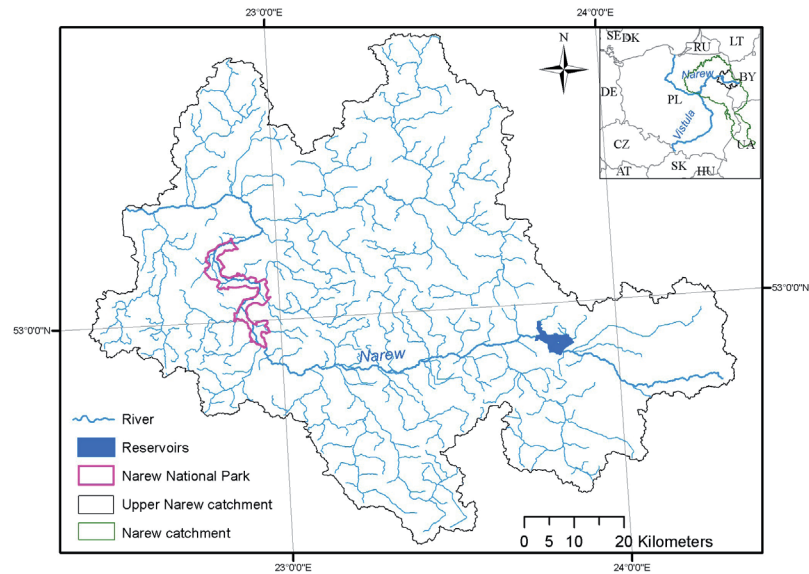 23°0'0"E
24°0'0"E
N
SE
DK
RU
LT
Narew
BY
DE
PL
Vistula
CZ
UA
SK
AT
HU
53°0'0"N
53°0'0"N
Narew
River
Reservoirs
Narew National Park
Upper Narew catchment
Narew catchment
0 5 10 20 Kilometers
23°0'0"E
24°0'0"E